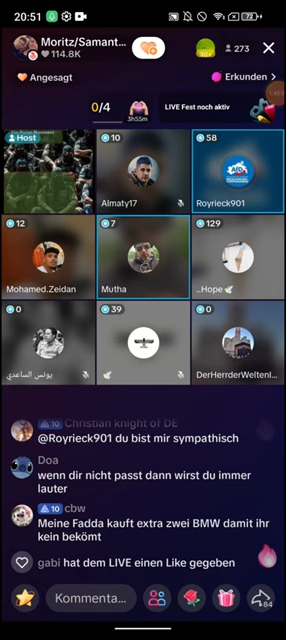 20:51
73
Moritz/Samant...
114.8K
30+
273
Angesagt
Erkunden
0/4
3h55m
LIVE Fest noch aktiv
Host
10
Almaty17
58
AfD
Royrieck901
12
Mohamed.Zeidan
7
Mutha
129
..Hope🕊
0
يونس الساعدي
39
🕊
0
DerHerrderWeltenl...
10 Christian knight of DE
@Royrieck901 du bist mir sympathisch
Doa
wenn dir nicht passt dann wirst du immer
lauter
10 cbw
Meine Fadda kauft extra zwei BMW damit ihr
kein bekömt
gabi hat dem LIVE einen Like gegeben
Kommenta...
84